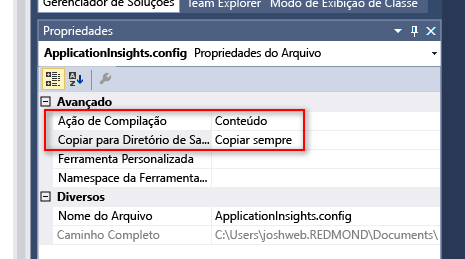 Gerenciador de Soluções Team Explorer Modo de Exibição de Classe
Propriedades
ApplicationInsights.config Propriedades do Arquivo
Avançado
Ação de Compilação Conteúdo
Copiar para Diretório de Sa... Copiar sempre
Ferramenta Personalizada
Namespace da Ferramenta...
Diversos
Nome do Arquivo ApplicationInsights.config
Caminho Completo C:\Users\joshweb.REDMOND\Documents\